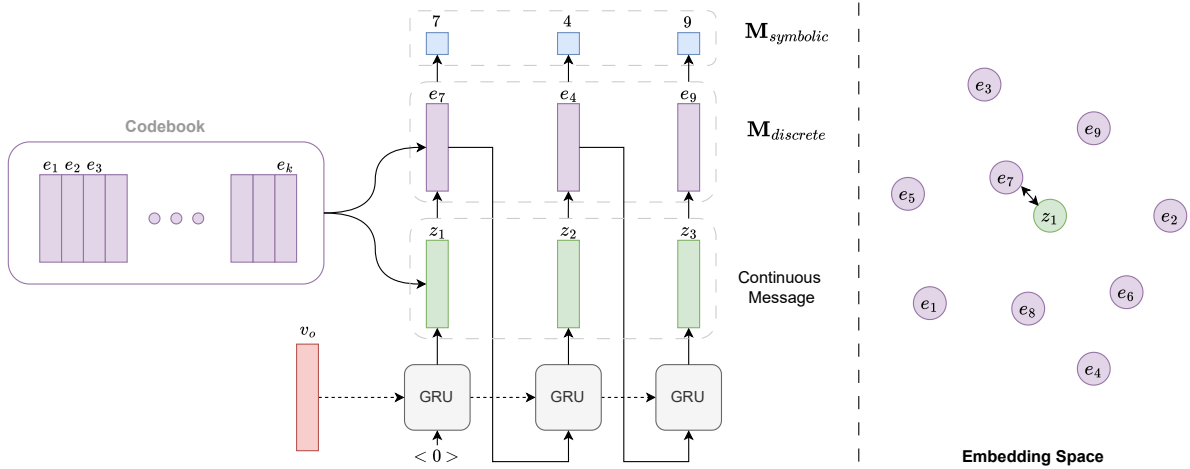 7 4 9
M_symbolic
e_7 e_4 e_9
M_discrete
Codebook
e_1 e_2 e_3 e_k
z_1 z_2 z_3
Continuous
Message
v_o
GRU GRU GRU
< 0 >
e_3
e_9
e_7
e_5
z_1
e_2
e_6
e_1
e_8
e_4
Embedding Space